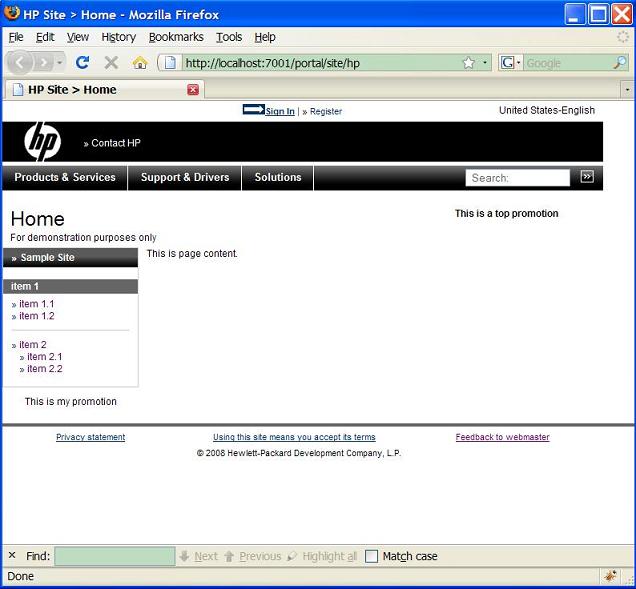 HP Site > Home - Mozilla Firefox
File Edit View History Bookmarks Tools Help
http://localhost:7001/portal/site/hp
G Google
HP Site > Home
Sign In | » Register
United States-English
hp
» Contact HP
Products & Services
Support & Drivers
Solutions
Search:
»
Home
This is a top promotion
For demonstration purposes only
» Sample Site
This is page content.
item 1
» item 1.1
» item 1.2
» item 2
» item 2.1
» item 2.2
This is my promotion
Privacy statement
Using this site means you accept its terms
Feedback to webmaster
© 2008 Hewlett-Packard Development Company, L.P.
Find: Next Previous Highlight all Match case
Done